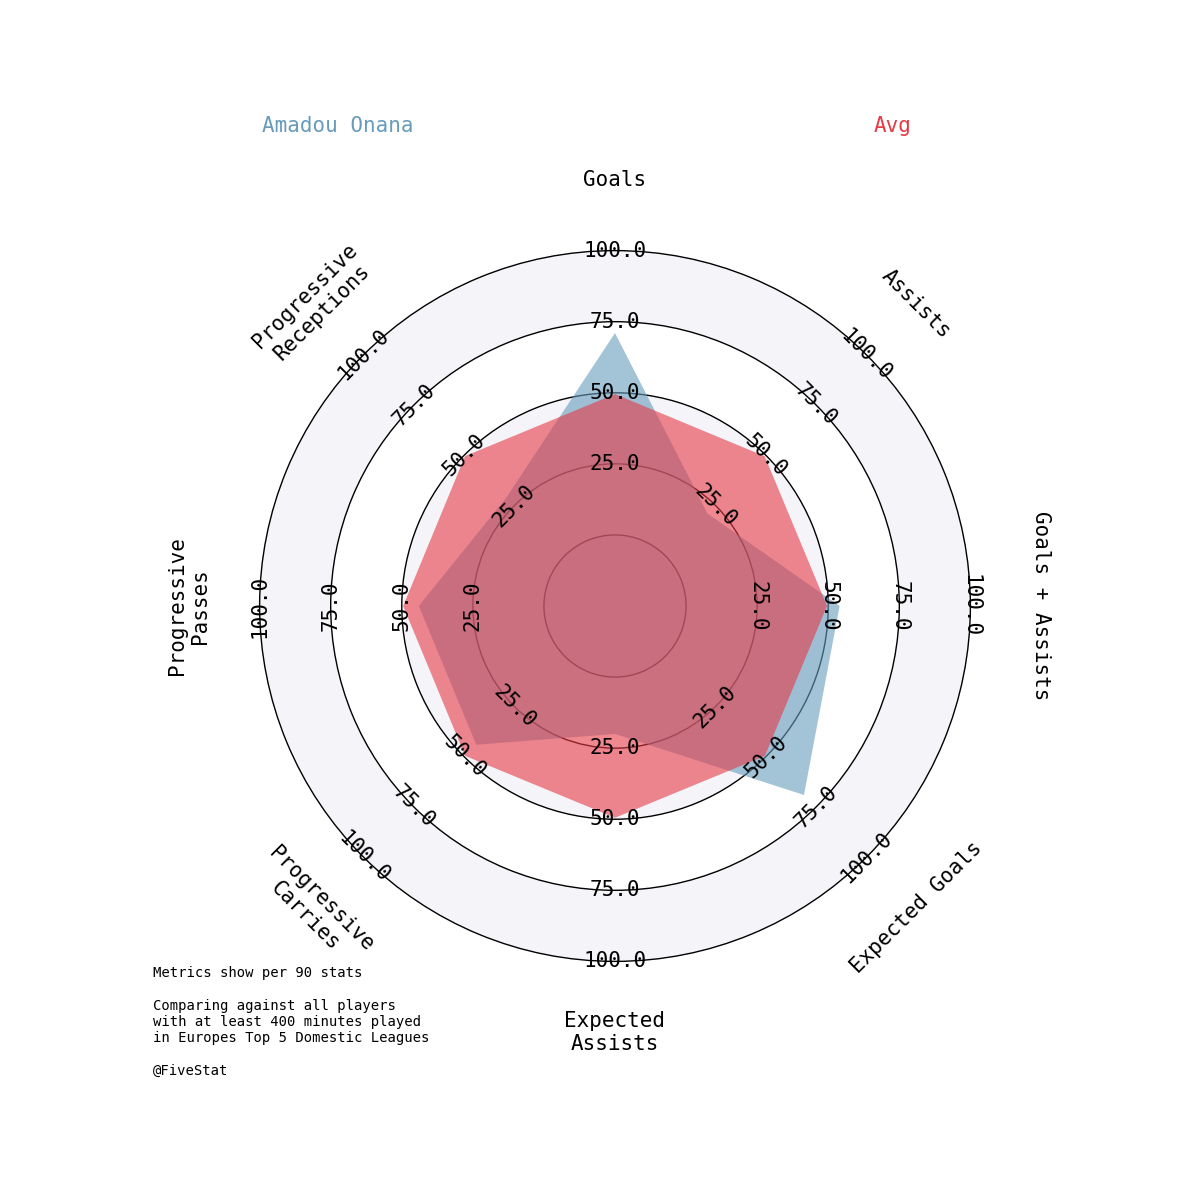 Amadou Onana
Avg
Goals
Assists
Goals + Assists
Expected Goals
Expected
Assists
Progressive
Carries
Progressive
Passes
Progressive
Receptions
25.0
50.0
75.0
100.0
25.0
50.0
75.0
100.0
25.0
50.0
75.0
100.0
25.0
50.0
75.0
100.0
25.0
50.0
75.0
100.0
25.0
50.0
75.0
100.0
25.0
50.0
75.0
100.0
25.0
50.0
75.0
100.0
Metrics show per 90 stats
Comparing against all players
with at least 400 minutes played
in Europes Top 5 Domestic Leagues
@FiveStat